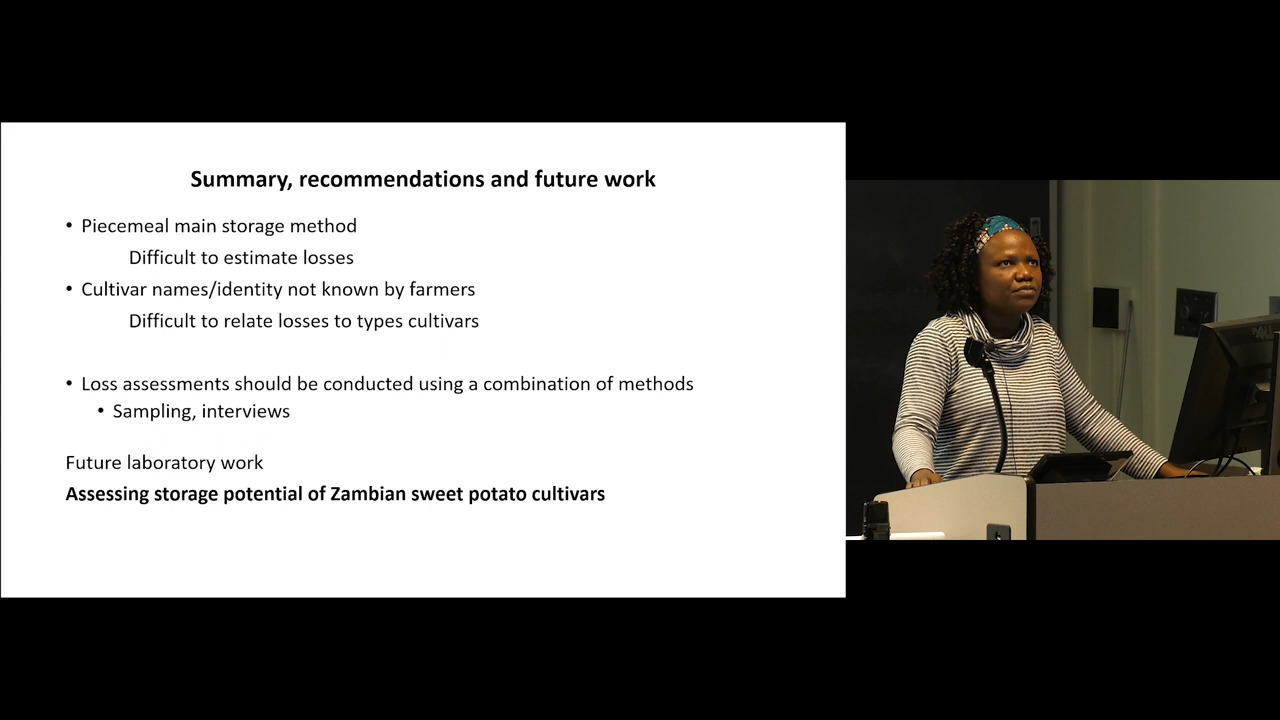 Summary, recommendations and future work
• Piecemeal main storage method
Difficult to estimate losses
• Cultivar names/identity not known by farmers
Difficult to relate losses to types cultivars
• Loss assessments should be conducted using a combination of methods
• Sampling, interviews
Future laboratory work
Assessing storage potential of Zambian sweet potato cultivars
DELL